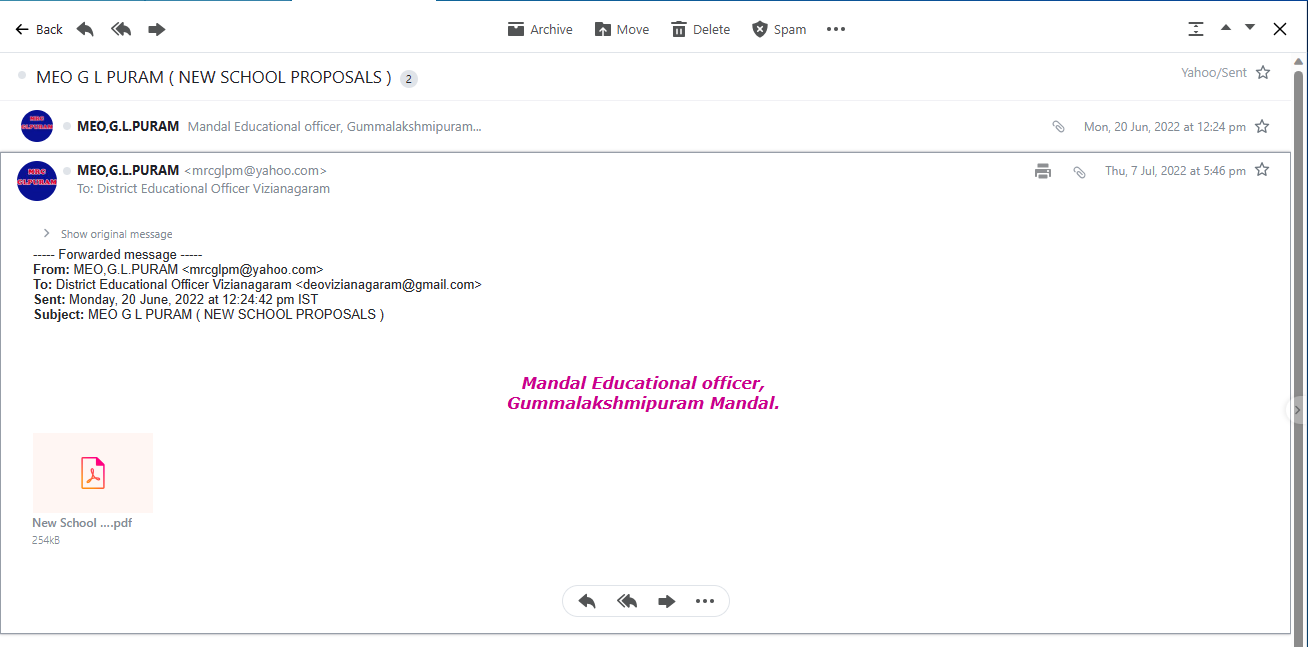 Back Archive Move Delete Spam
MEO G L PURAM ( NEW SCHOOL PROPOSALS ) 2 Yahoo/Sent
MRC
GLPURAM
MEO,G.L.PURAM Mandal Educational officer, Gummalakshmipuram... Mon, 20 Jun, 2022 at 12:24 pm
MRC
GLPURAM
MEO,G.L.PURAM <mrcglpm@yahoo.com> Thu, 7 Jul, 2022 at 5:46 pm
To: District Educational Officer Vizianagaram
Show original message
----- Forwarded message -----
From: MEO,G.L.PURAM <mrcglpm@yahoo.com>
To: District Educational Officer Vizianagaram <deovizianagaram@gmail.com>
Sent: Monday, 20 June, 2022 at 12:24:42 pm IST
Subject: MEO G L PURAM ( NEW SCHOOL PROPOSALS )
Mandal Educational officer,
Gummalakshmipuram Mandal.
New School ....pdf
254kB